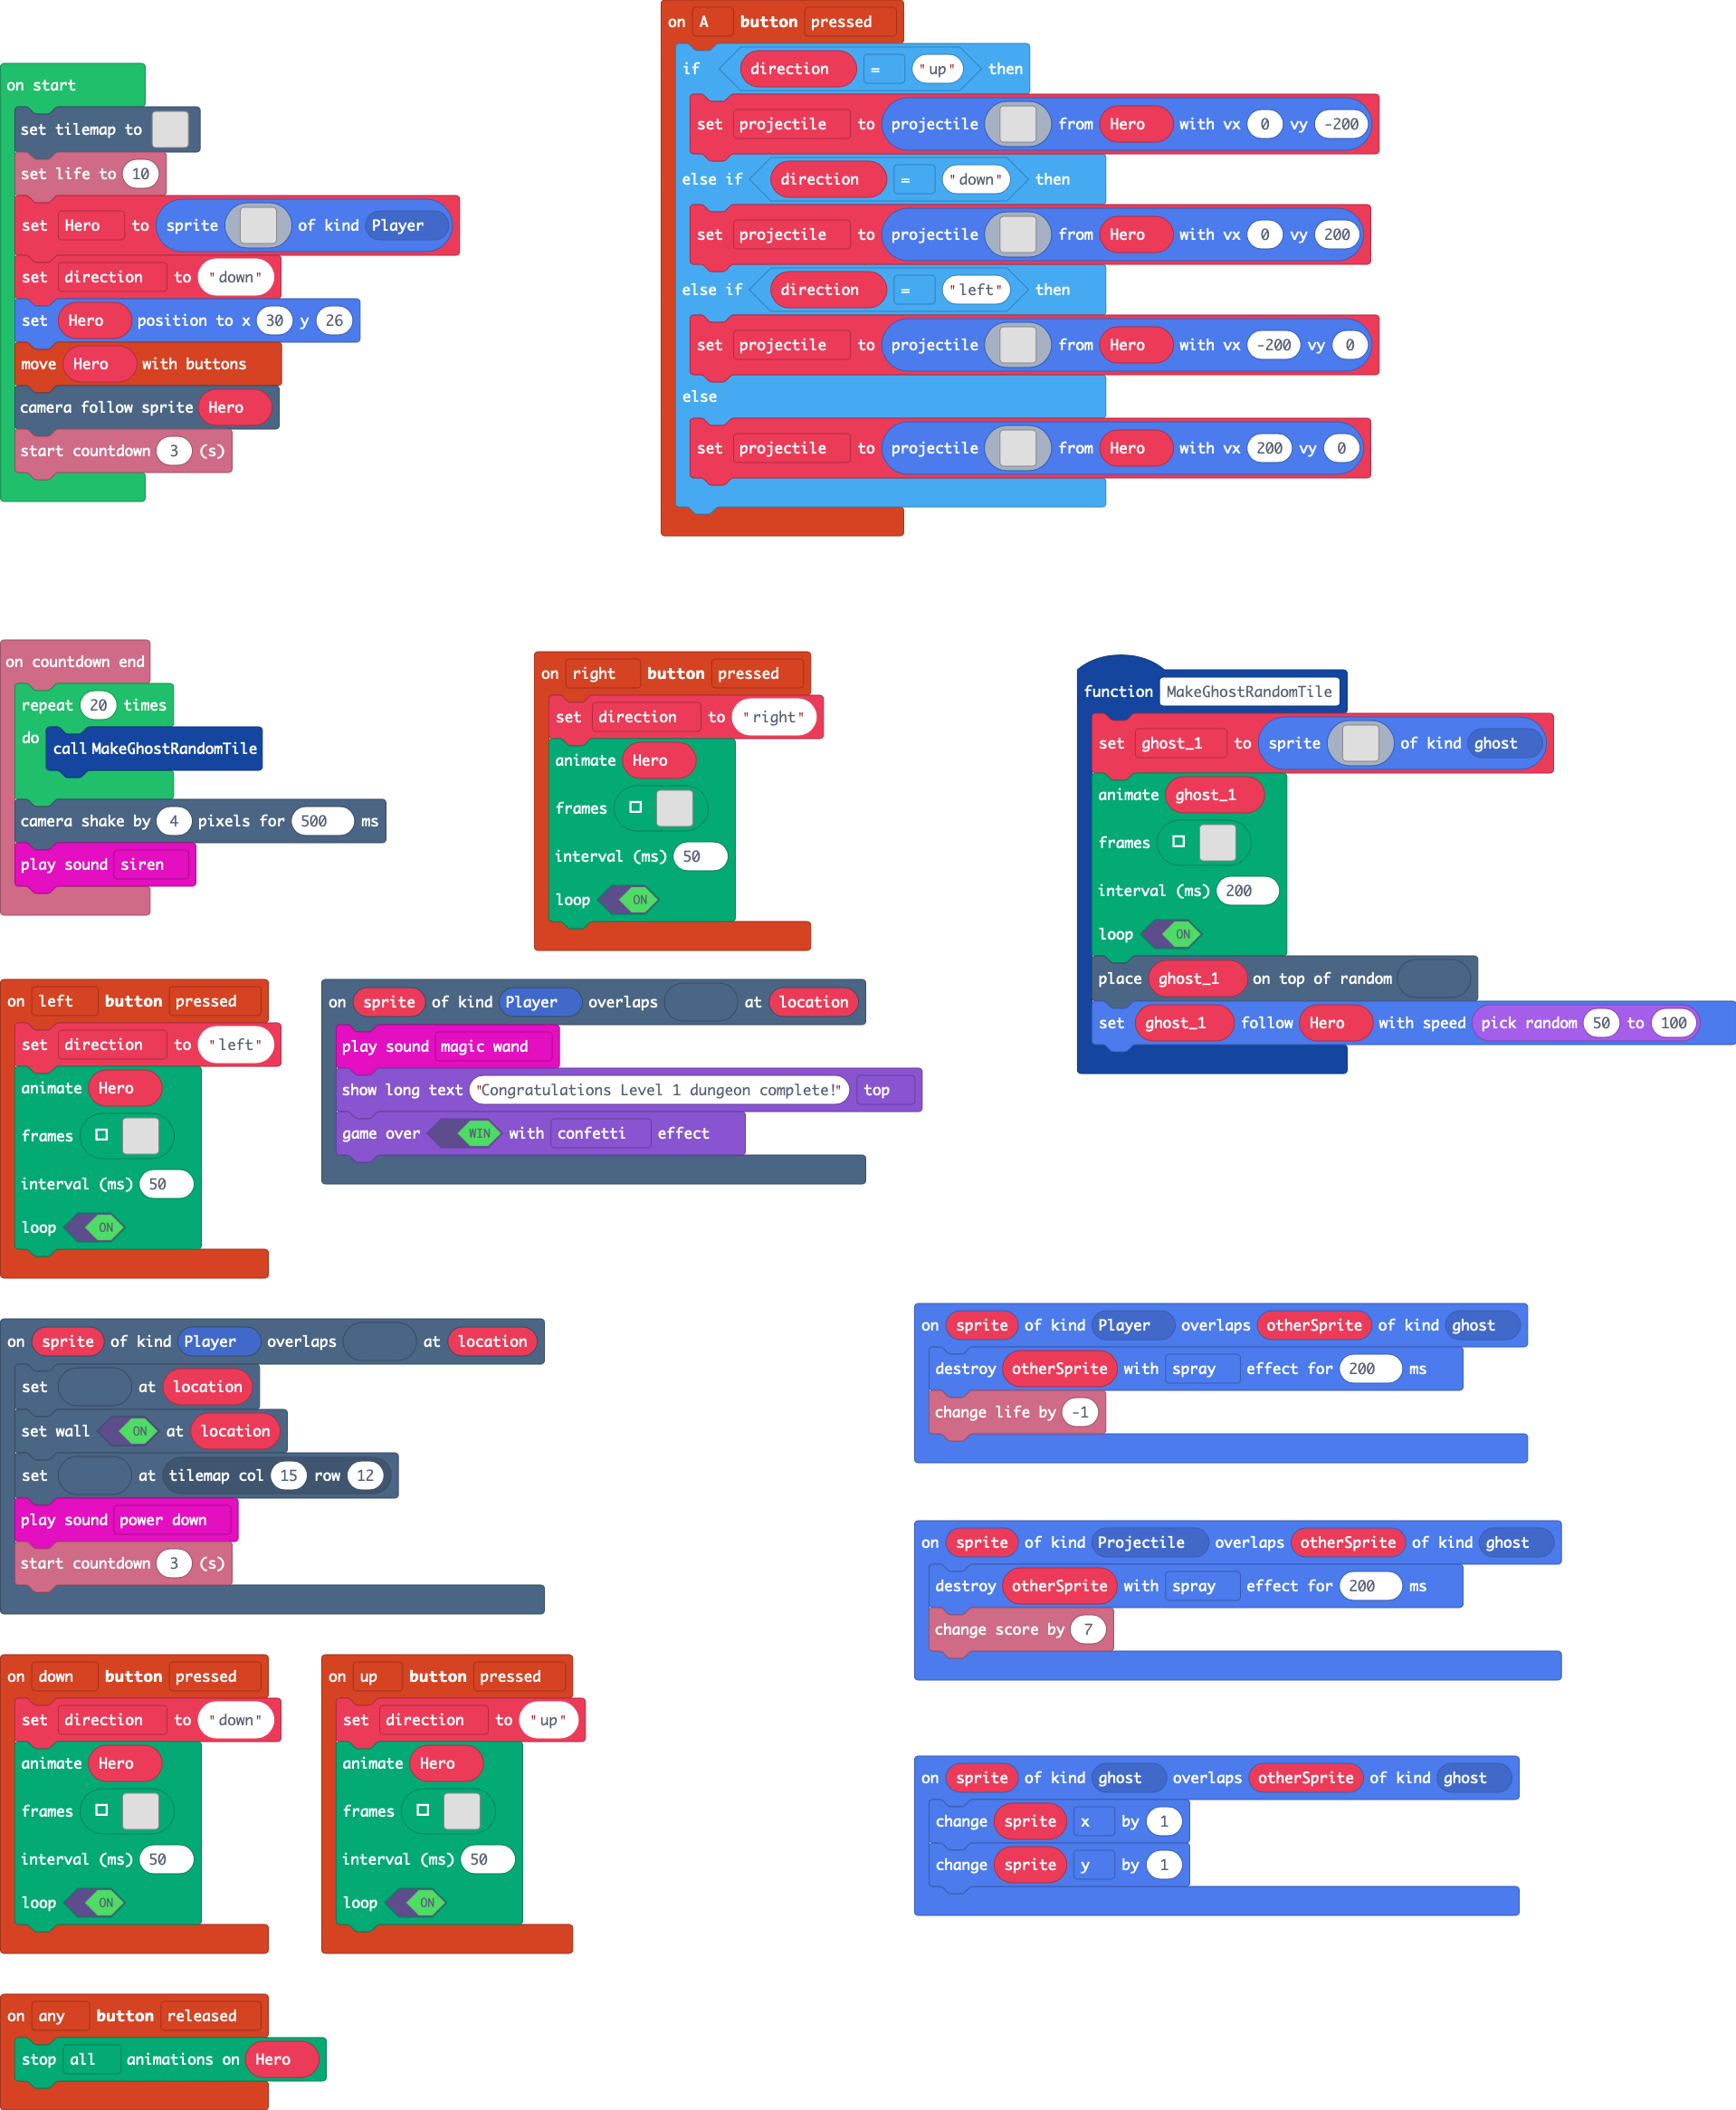 on start
set tilemap to
set life to 10
set Hero to sprite of kind Player
set direction to "down"
set Hero position to x 30 y 26
move Hero with buttons
camera follow sprite Hero
start countdown 3 (s)
on A button pressed
if direction = "up" then
set projectile to projectile from Hero with vx 0 vy -200
else if direction = "down" then
set projectile to projectile from Hero with vx 0 vy 200
else if direction = "left" then
set projectile to projectile from Hero with vx -200 vy 0
else
set projectile to projectile from Hero with vx 200 vy 0
on countdown end
repeat 20 times
do call MakeGhostRandomTile
camera shake by 4 pixels for 500 ms
play sound siren
on right button pressed
set direction to "right"
animate Hero
frames
interval (ms) 50
loop ON
function MakeGhostRandomTile
set ghost_1 to sprite of kind ghost
animate ghost_1
frames
interval (ms) 200
loop ON
place ghost_1 on top of random
set ghost_1 follow Hero with speed pick random 50 to 100
on left button pressed
set direction to "left"
animate Hero
frames
interval (ms) 50
loop ON
on sprite of kind Player overlaps at location
play sound magic wand
show long text "Congratulations Level 1 dungeon complete!" top
game over WIN with confetti effect
on sprite of kind Player overlaps at location
set at location
set wall ON at location
set at tilemap col 15 row 12
play sound power down
start countdown 3 (s)
on sprite of kind Player overlaps otherSprite of kind ghost
destroy otherSprite with spray effect for 200 ms
change life by -1
on sprite of kind Projectile overlaps otherSprite of kind ghost
destroy otherSprite with spray effect for 200 ms
change score by 7
on down button pressed
set direction to "down"
animate Hero
frames
interval (ms) 50
loop ON
on up button pressed
set direction to "up"
animate Hero
frames
interval (ms) 50
loop ON
on sprite of kind ghost overlaps otherSprite of kind ghost
change sprite x by 1
change sprite y by 1
on any button released
stop all animations on Hero